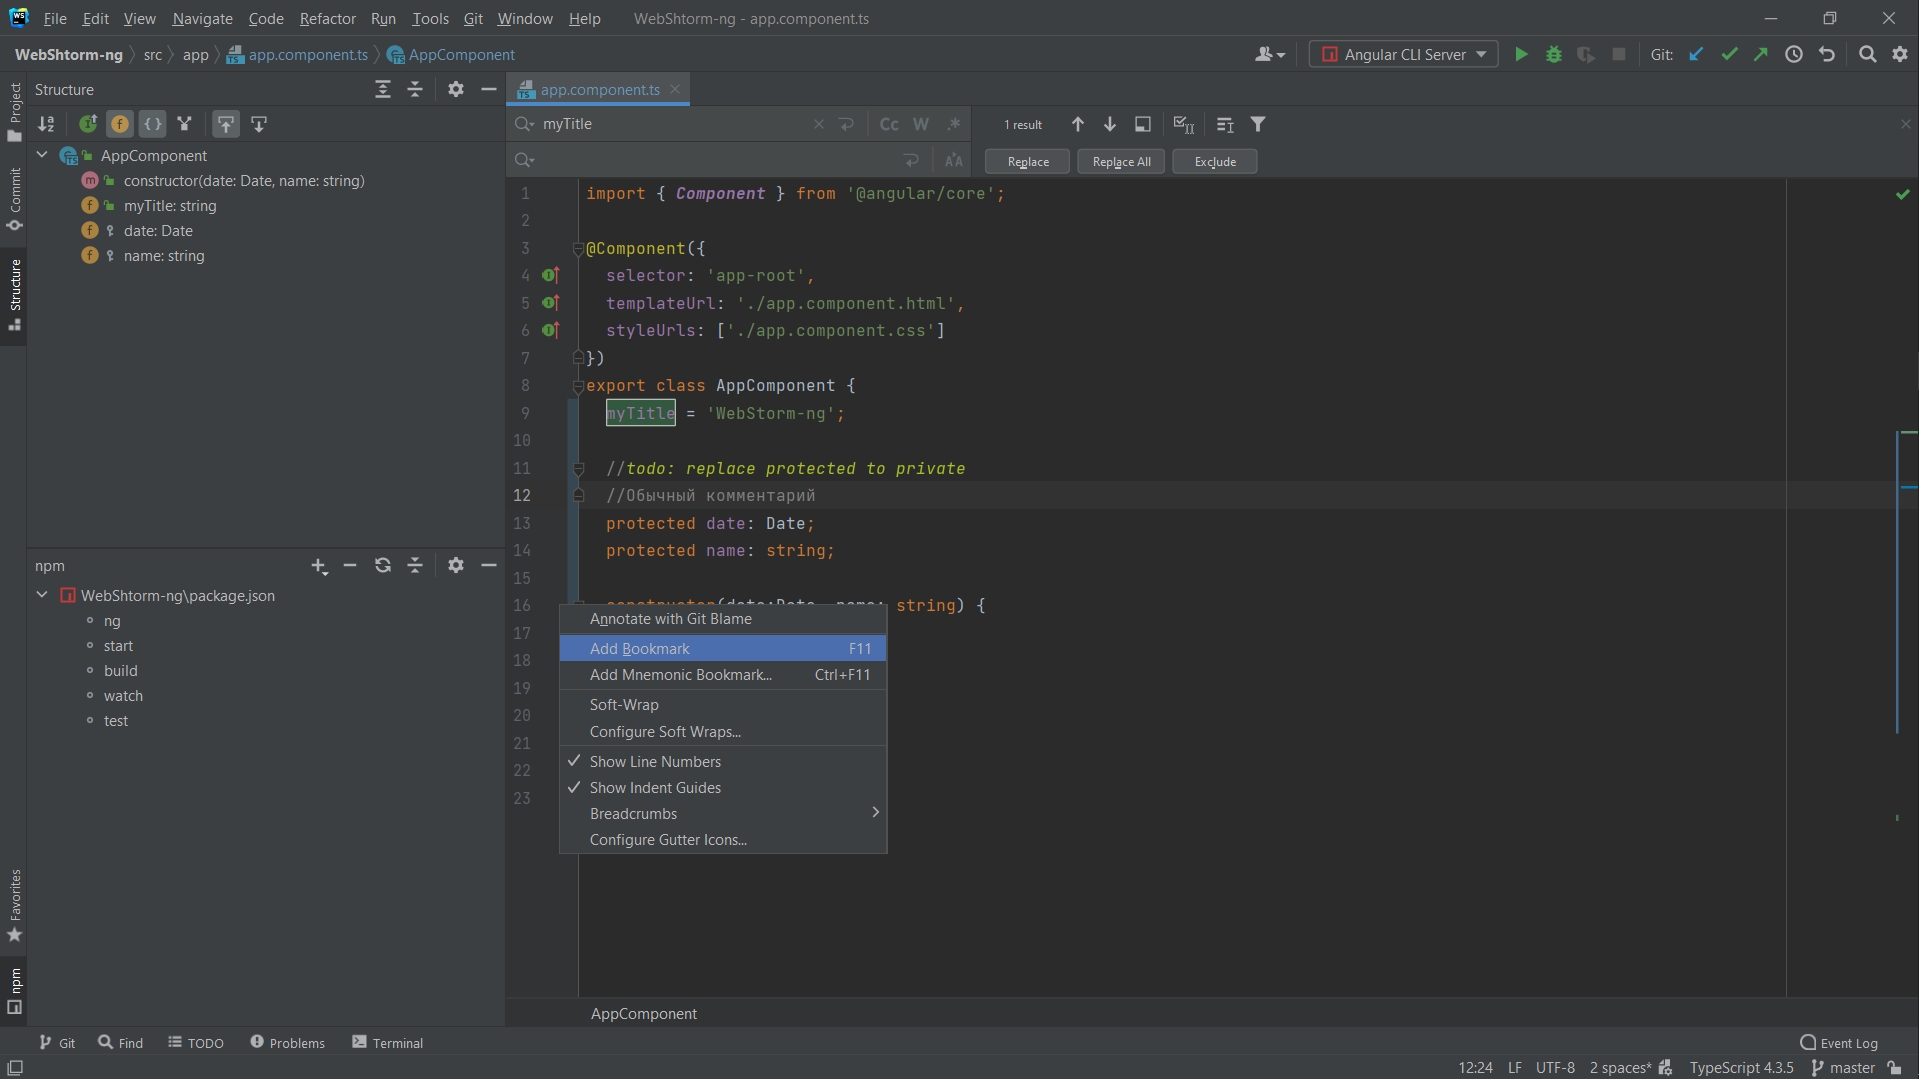 WS File Edit View Navigate Code Refactor Run Tools Git Window Help WebShtorm-ng - app.component.ts
WebShtorm-ng src app app.component.ts AppComponent Angular CLI Server Git:
Project
Commit
Structure
Favorites
npm
Structure
AppComponent
constructor(date: Date, name: string)
myTitle: string
date: Date
name: string
npm
WebShtorm-ng\package.json
ng
start
build
watch
test
app.component.ts
myTitle Cc W .* 1 result
Replace Replace All Exclude
1 import { Component } from '@angular/core';
2
3 @Component({
4 selector: 'app-root',
5 templateUrl: './app.component.html',
6 styleUrls: ['./app.component.css']
7 })
8 export class AppComponent {
9 myTitle = 'WebStorm-ng';
10
11 //todo: replace protected to private
12 //Обычный комментарий
13 protected date: Date;
14 protected name: string;
15
16 constructor(date:Date, name: string) {
17
18
19
20
21
22
23
Annotate with Git Blame
Add Bookmark F11
Add Mnemonic Bookmark... Ctrl+F11
Soft-Wrap
Configure Soft Wraps...
Show Line Numbers
Show Indent Guides
Breadcrumbs
Configure Gutter Icons...
AppComponent
Git Find TODO Problems Terminal Event Log
12:24 LF UTF-8 2 spaces* TypeScript 4.3.5 master